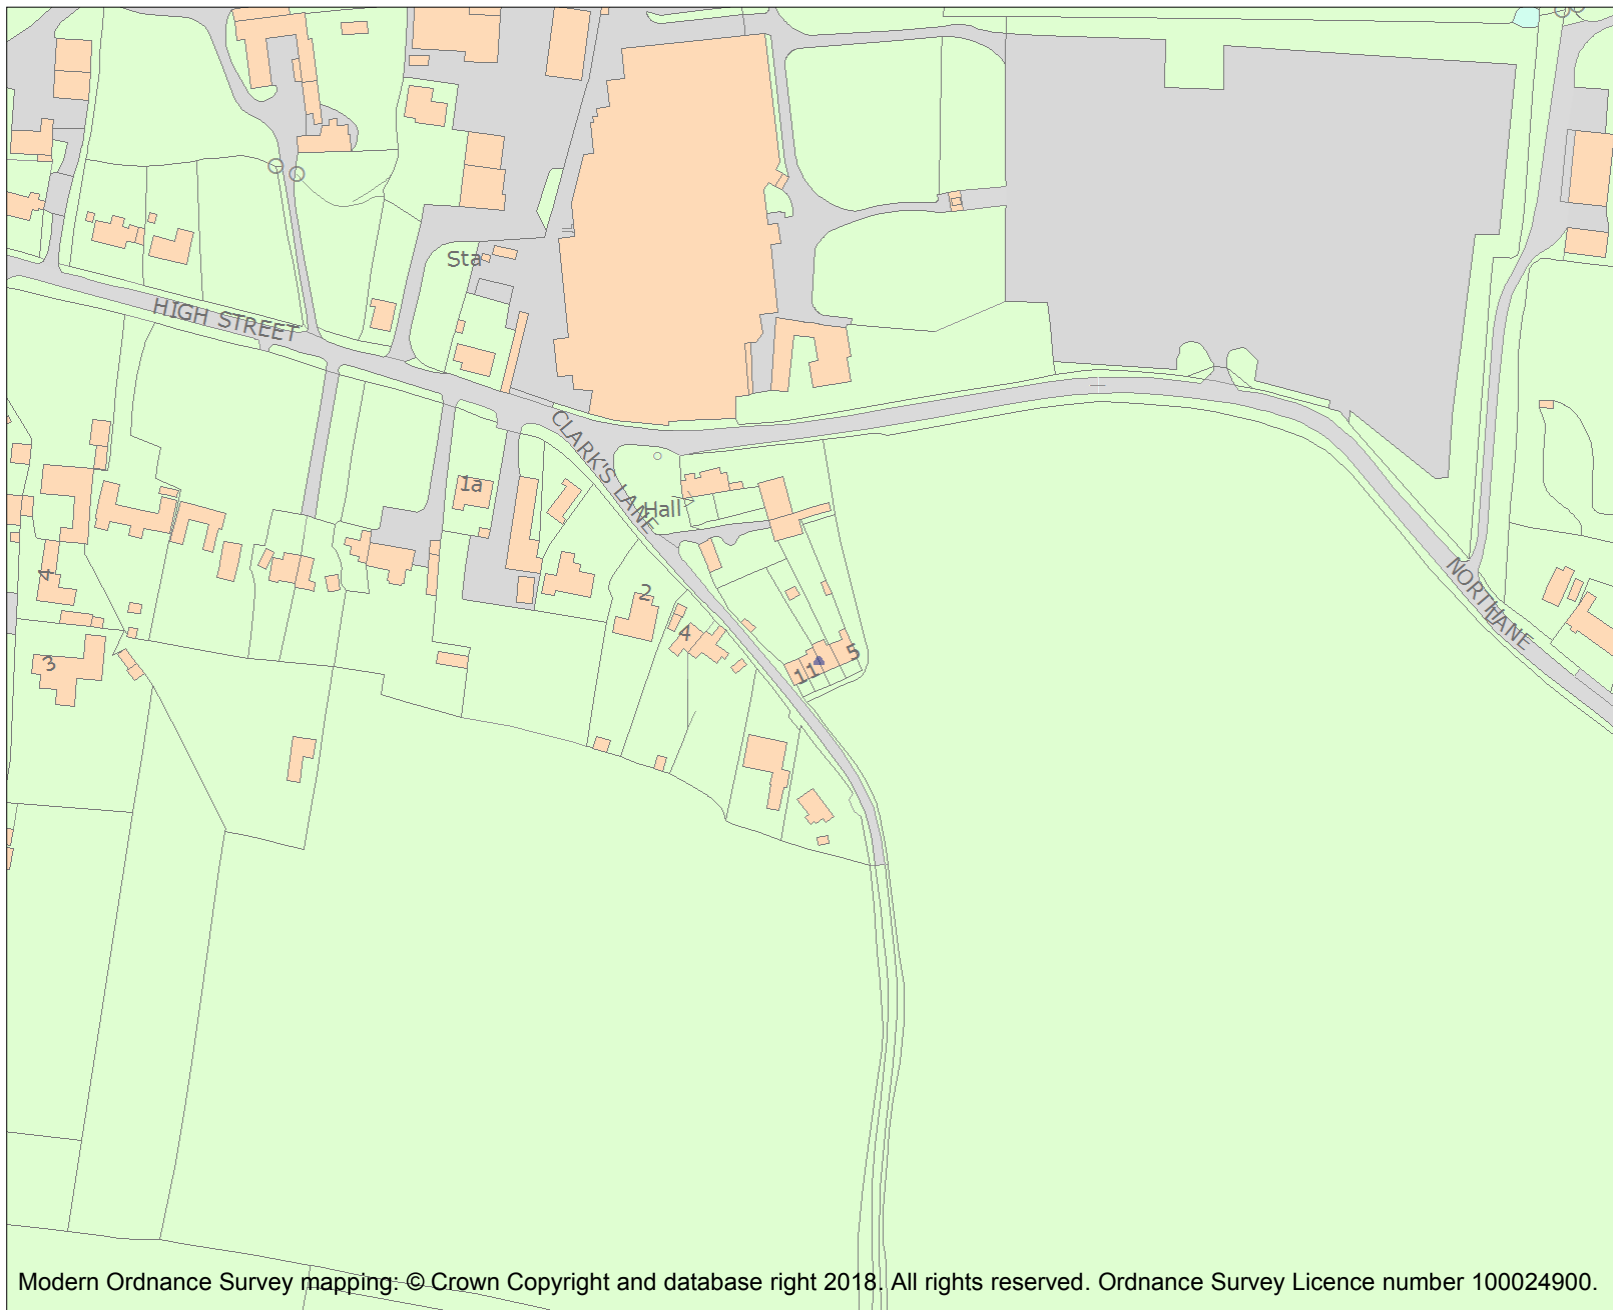 Sta
HIGH STREET
CLARK'S LANE
1a
Hall
4
2
NORTH LANE
4
3
5
11
Modern Ordnance Survey mapping: © Crown Copyright and database right 2018. All rights reserved. Ordnance Survey Licence number 100024900.